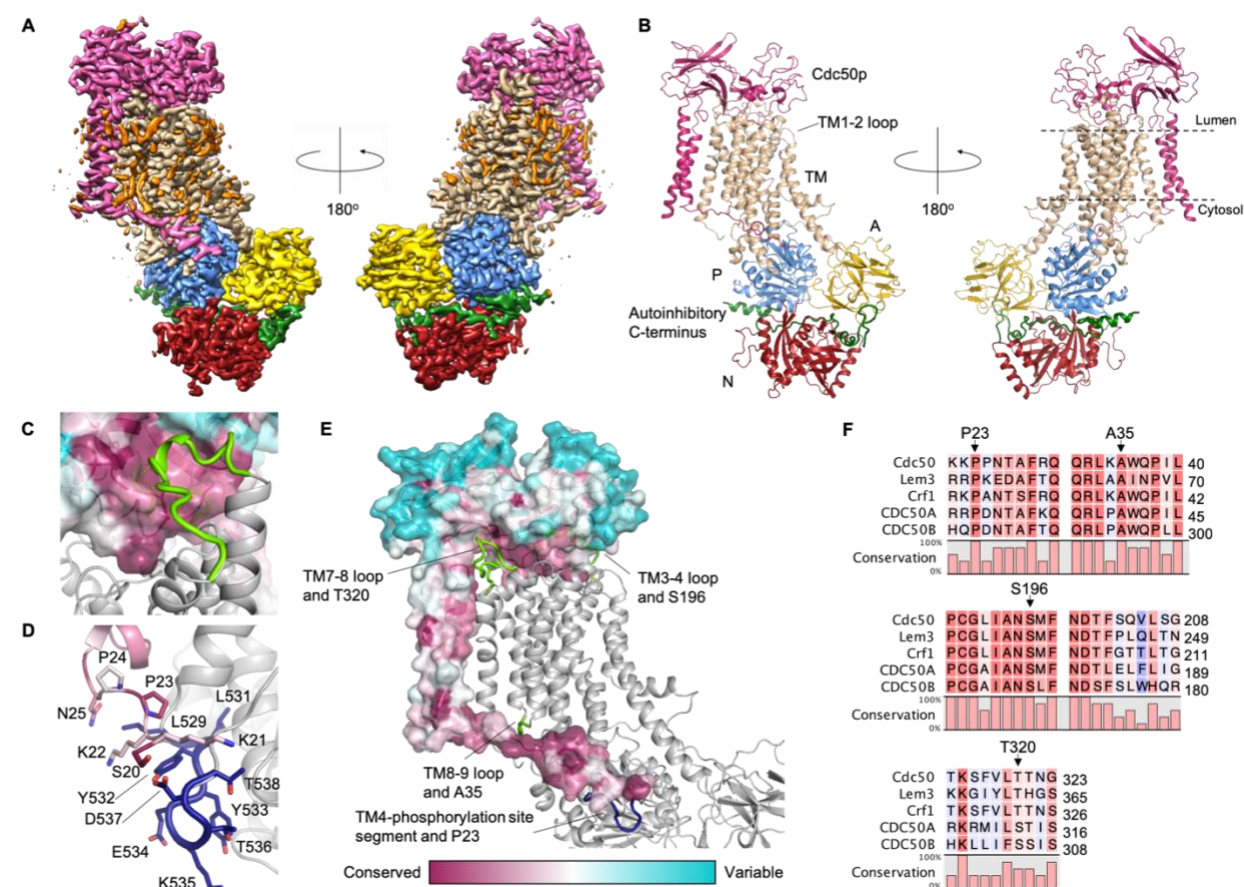 A
180º
B
Cdc50p
TM1-2 loop
TM
A
P
Autoinhibitory
C-terminus
N
180º
Lumen
Cytosol
C
D
P24
P23
L531
N25
L529
K22
K21
S20
T538
Y532
Y533
D537
E534
T536
K535
E
TM7-8 loop
and T320
TM3-4 loop
and S196
TM8-9 loop
and A35
TM4-phosphorylation site
segment and P23
Conserved
Variable
F
P23 A35
Cdc50 KKPPNTAFRQ QRLKAWQPIL 40
Lem3 RRPKEDAFTQ QRLAAINPVL 70
Crf1 RKPANTSFRQ QRLKAWQPIL 42
CDC50A RRPDNTAFKQ QRLPAWQPIL 45
CDC50B HQPDNTAFTQ QRLPAWQPLL 300
100%
Conservation
0%
S196
Cdc50 PCGLIANSMF NDTFSQVLSG 208
Lem3 PCGLIANSMF NDTFPLQLTN 249
Crf1 PCGLIANSMF NDTFGTTLTG 211
CDC50A PCGAIANSMF NDTLELFLIG 189
CDC50B PCGAIANSLF NDSFSLWHQR 180
100%
Conservation
0%
T320
Cdc50 TKSFVLTTNG 323
Lem3 KKGIYLTHGS 365
Crf1 TKSFVLTTNS 326
CDC50A RKRMILSTIS 316
CDC50B HKLLIFSSIS 308
100%
Conservation
0%